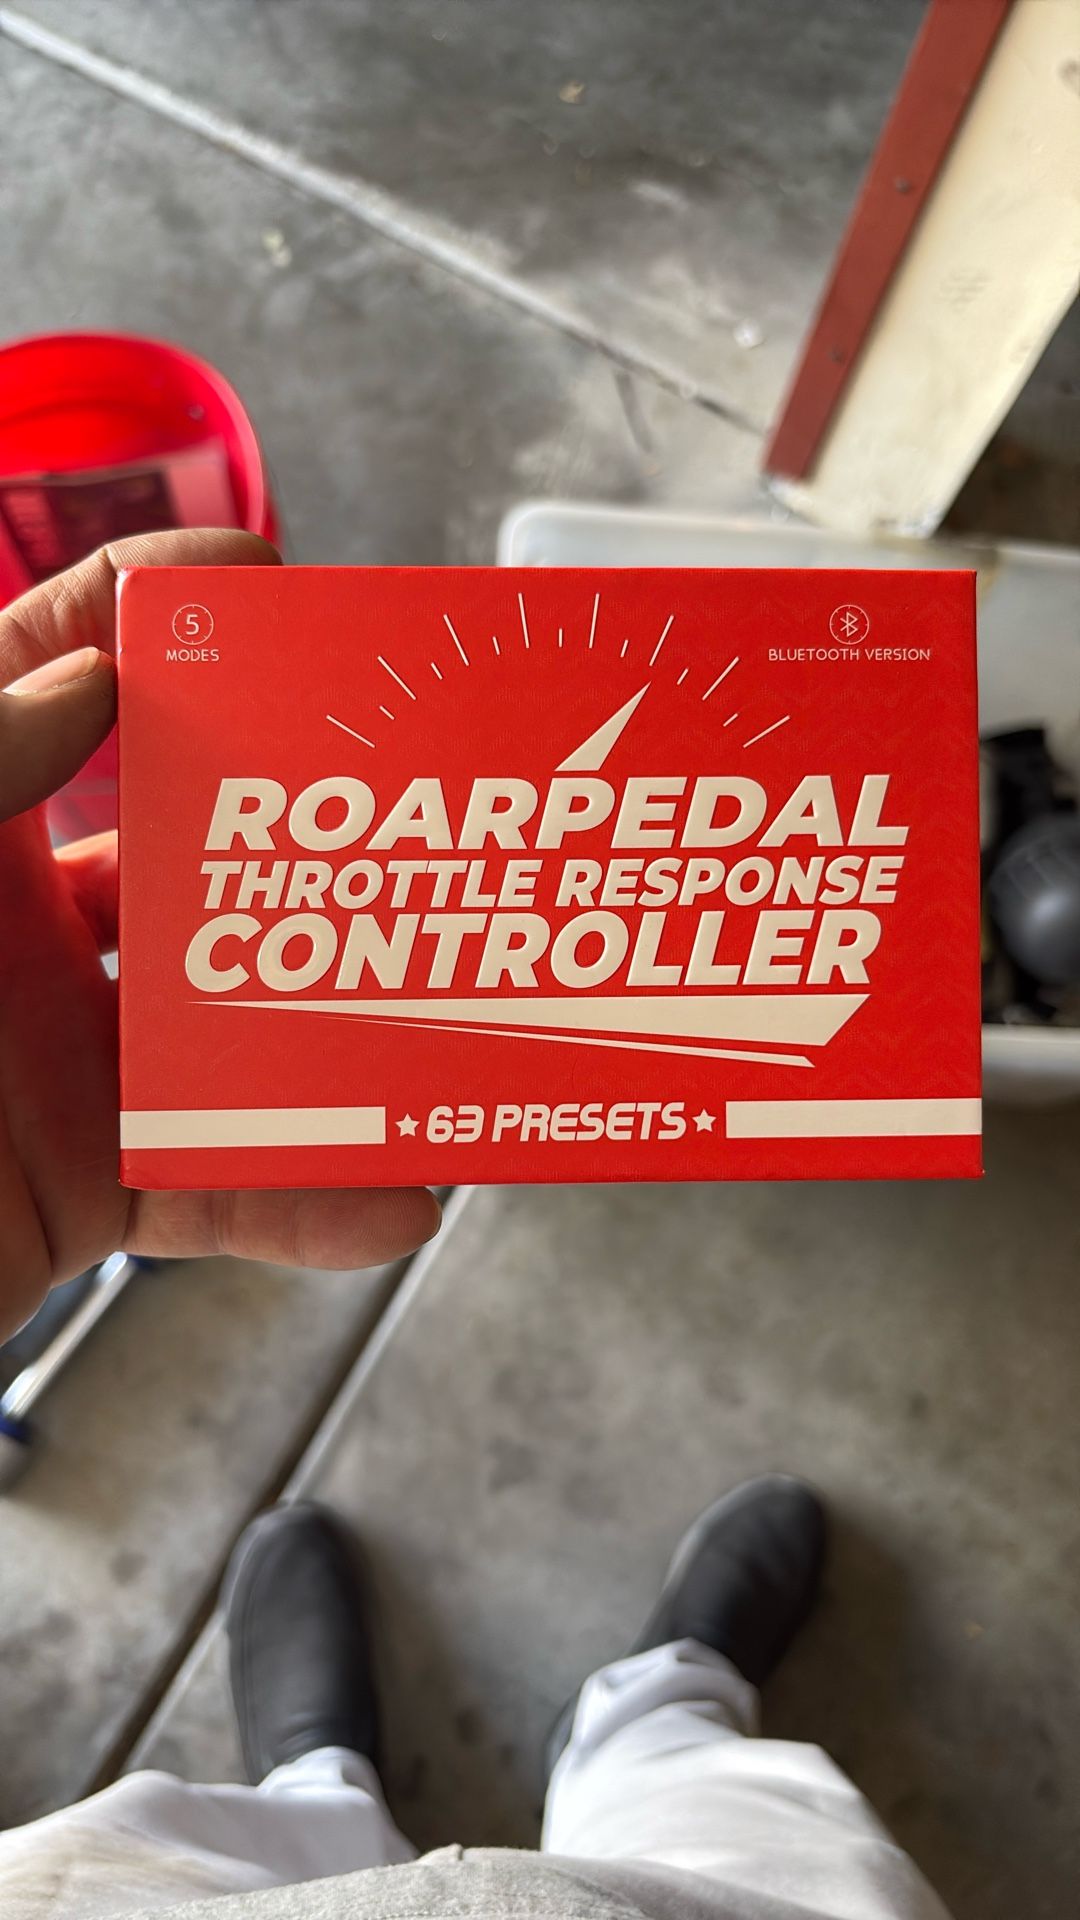 5
MODES
BLUETOOTH VERSION
ROARPEDAL
THROTTLE RESPONSE
CONTROLLER
63 PRESETS